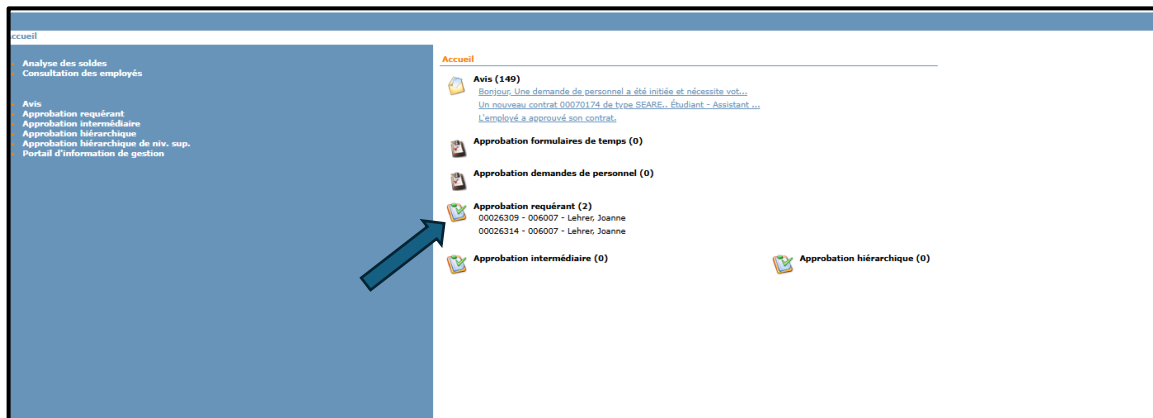 ccueil
Analyse des soldes
Consultation des employés
Avis
Approbation requérant
Approbation intermédiaire
Approbation hiérarchique
Approbation hiérarchique de niv. sup.
Portail d'information de gestion
Accueil
Avis (149)
Bonjour, Une demande de personnel a été initiée et nécessite vot...
Un nouveau contrat 00070174 de type SEARE.. Étudiant - Assistant ...
L'employé a approuvé son contrat.
Approbation formulaires de temps (0)
Approbation demandes de personnel (0)
Approbation requérant (2)
00026309 - 006007 - Lehrer, Joanne
00026314 - 006007 - Lehrer, Joanne
Approbation intermédiaire (0)
Approbation hiérarchique (0)